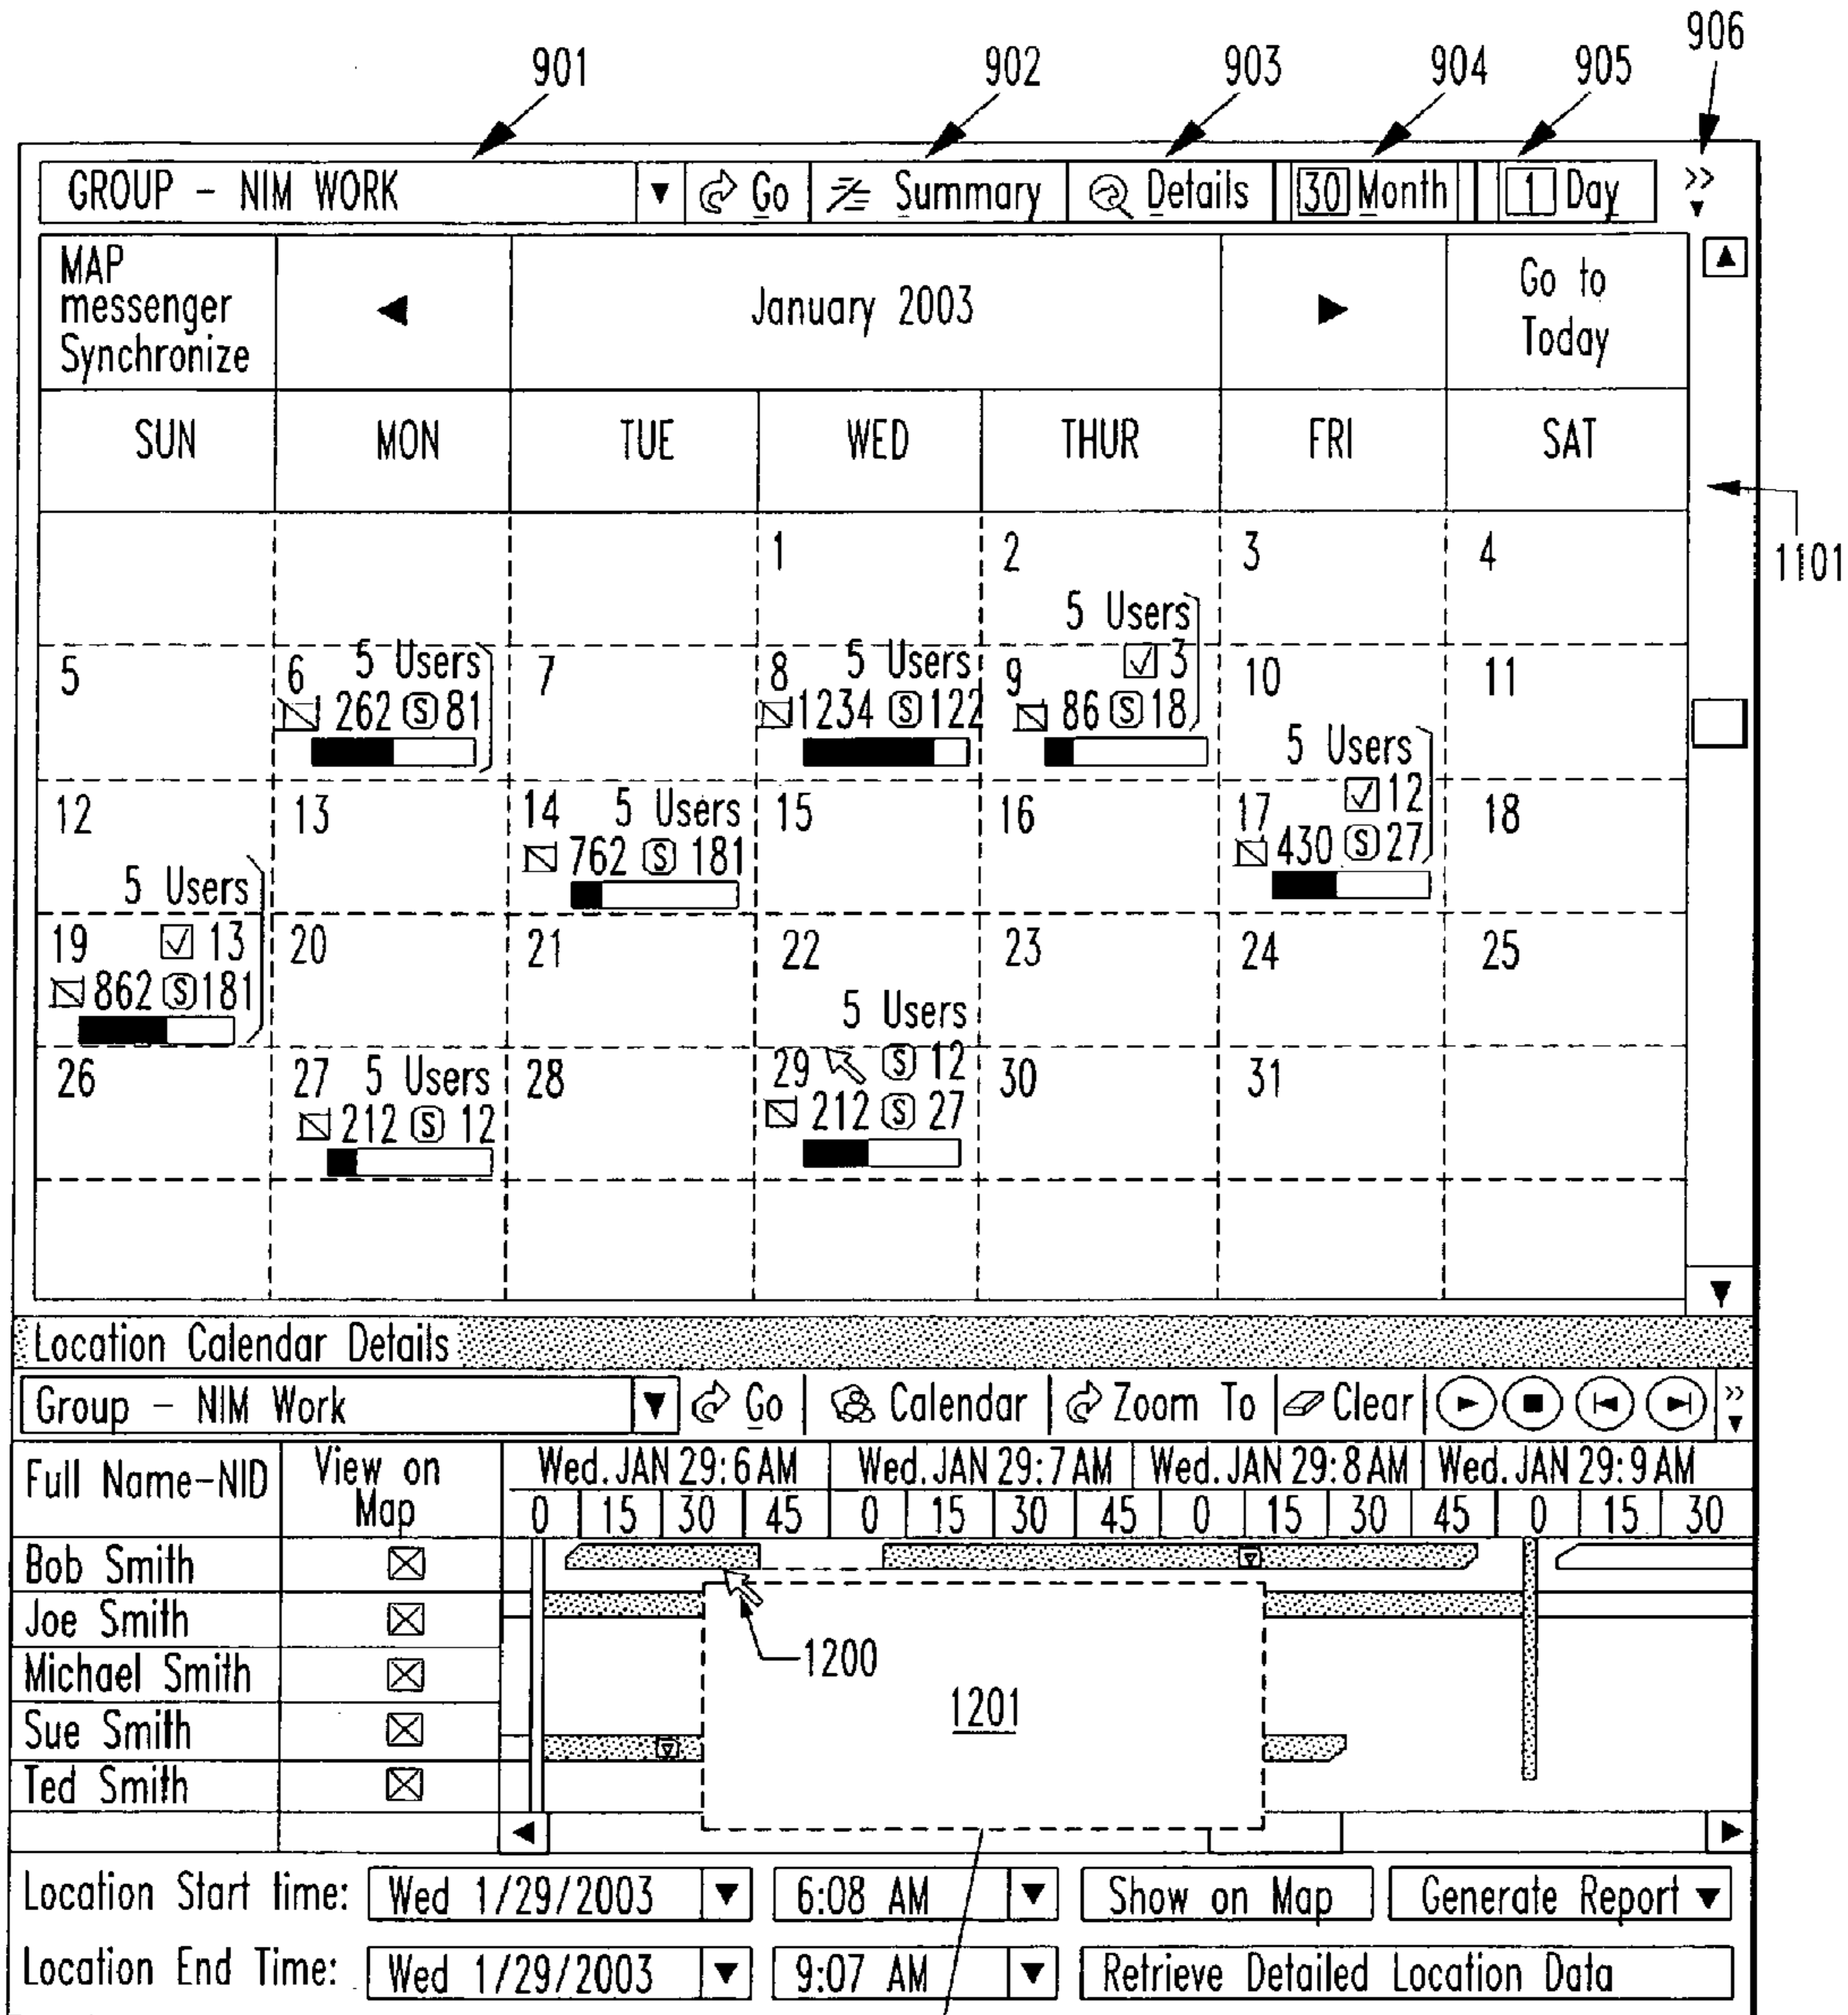 906
901 902 903 904 905
GROUP - NIM WORK Go Summary Details 30 Month 1 Day >>
MAP messenger Synchronize January 2003 Go to Today
SUN MON TUE WED THUR FRI SAT
1101
1 2 3 4
5 Users
5 6 5 Users 7 8 5 Users 9 3 10 11
262 S 81 1234 S 122 86 S 18
5 Users
12 13 14 5 Users 15 16 17 12 18
762 S 181 430 S 27
5 Users
19 13 20 21 22 23 24 25
862 S 181
5 Users
26 27 5 Users 28 29 S 12 30 31
212 S 12 212 S 27
Location Calendar Details
Group - NIM Work Go Calendar Zoom To Clear >>
Full Name-NID View on Map Wed. JAN 29: 6 AM Wed. JAN 29: 7 AM Wed. JAN 29: 8 AM Wed. JAN 29: 9 AM
0 15 30 45 0 15 30 45 0 15 30 45 0 15 30
Bob Smith
Joe Smith
1200
Michael Smith
1201
Sue Smith
Ted Smith
Location Start time: Wed 1/29/2003 6:08 AM Show on Map Generate Report
Location End Time: Wed 1/29/2003 9:07 AM Retrieve Detailed Location Data